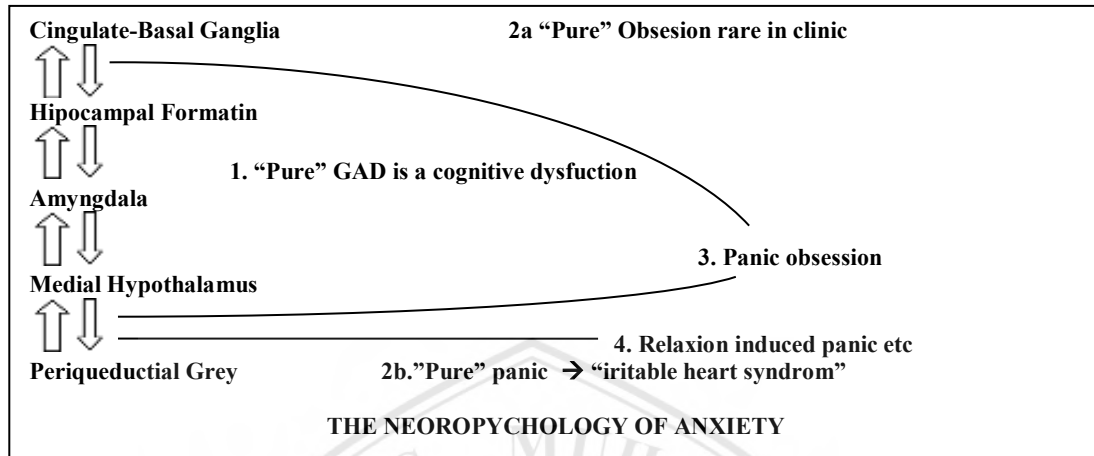 Cingulate-Basal Ganglia 2a “Pure” Obsesion rare in clinic
Hipocampal Formatin
1. “Pure” GAD is a cognitive dysfuction
Amyngdala
3. Panic obsession
Medial Hypothalamus
4. Relaxion induced panic etc
Periqueductial Grey 2b.”Pure” panic → “iritable heart syndrom”
THE NEOROPYCHOLOGY OF ANXIETY